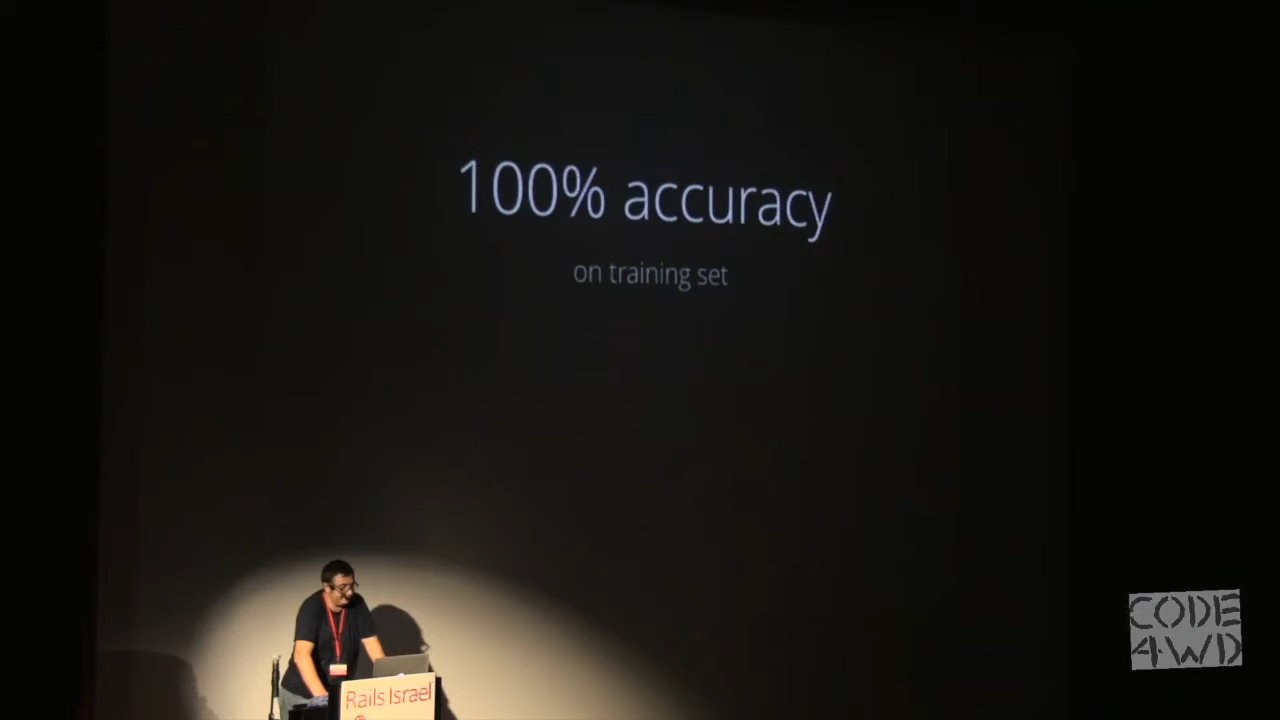 100% accuracy
on training set
Rails Israel
CODE
4WD